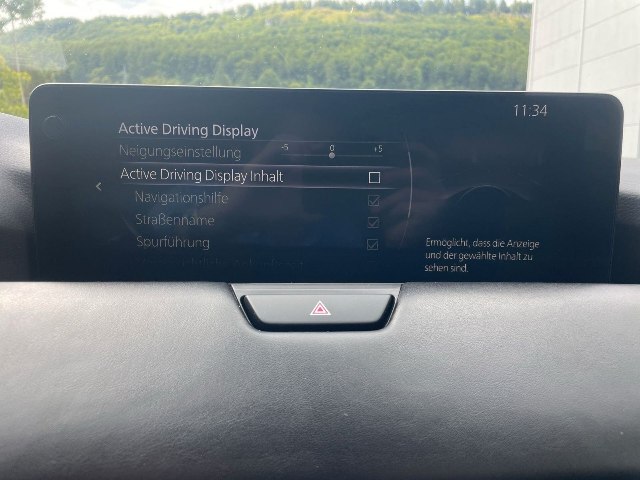 11:34
Active Driving Display
Neigungseinstellung -5 0 +5
Active Driving Display Inhalt
Navigationshilfe
Straßenname
Spurführung
Ermöglicht, dass die Anzeige
und der gewählte Inhalt zu
sehen sind.